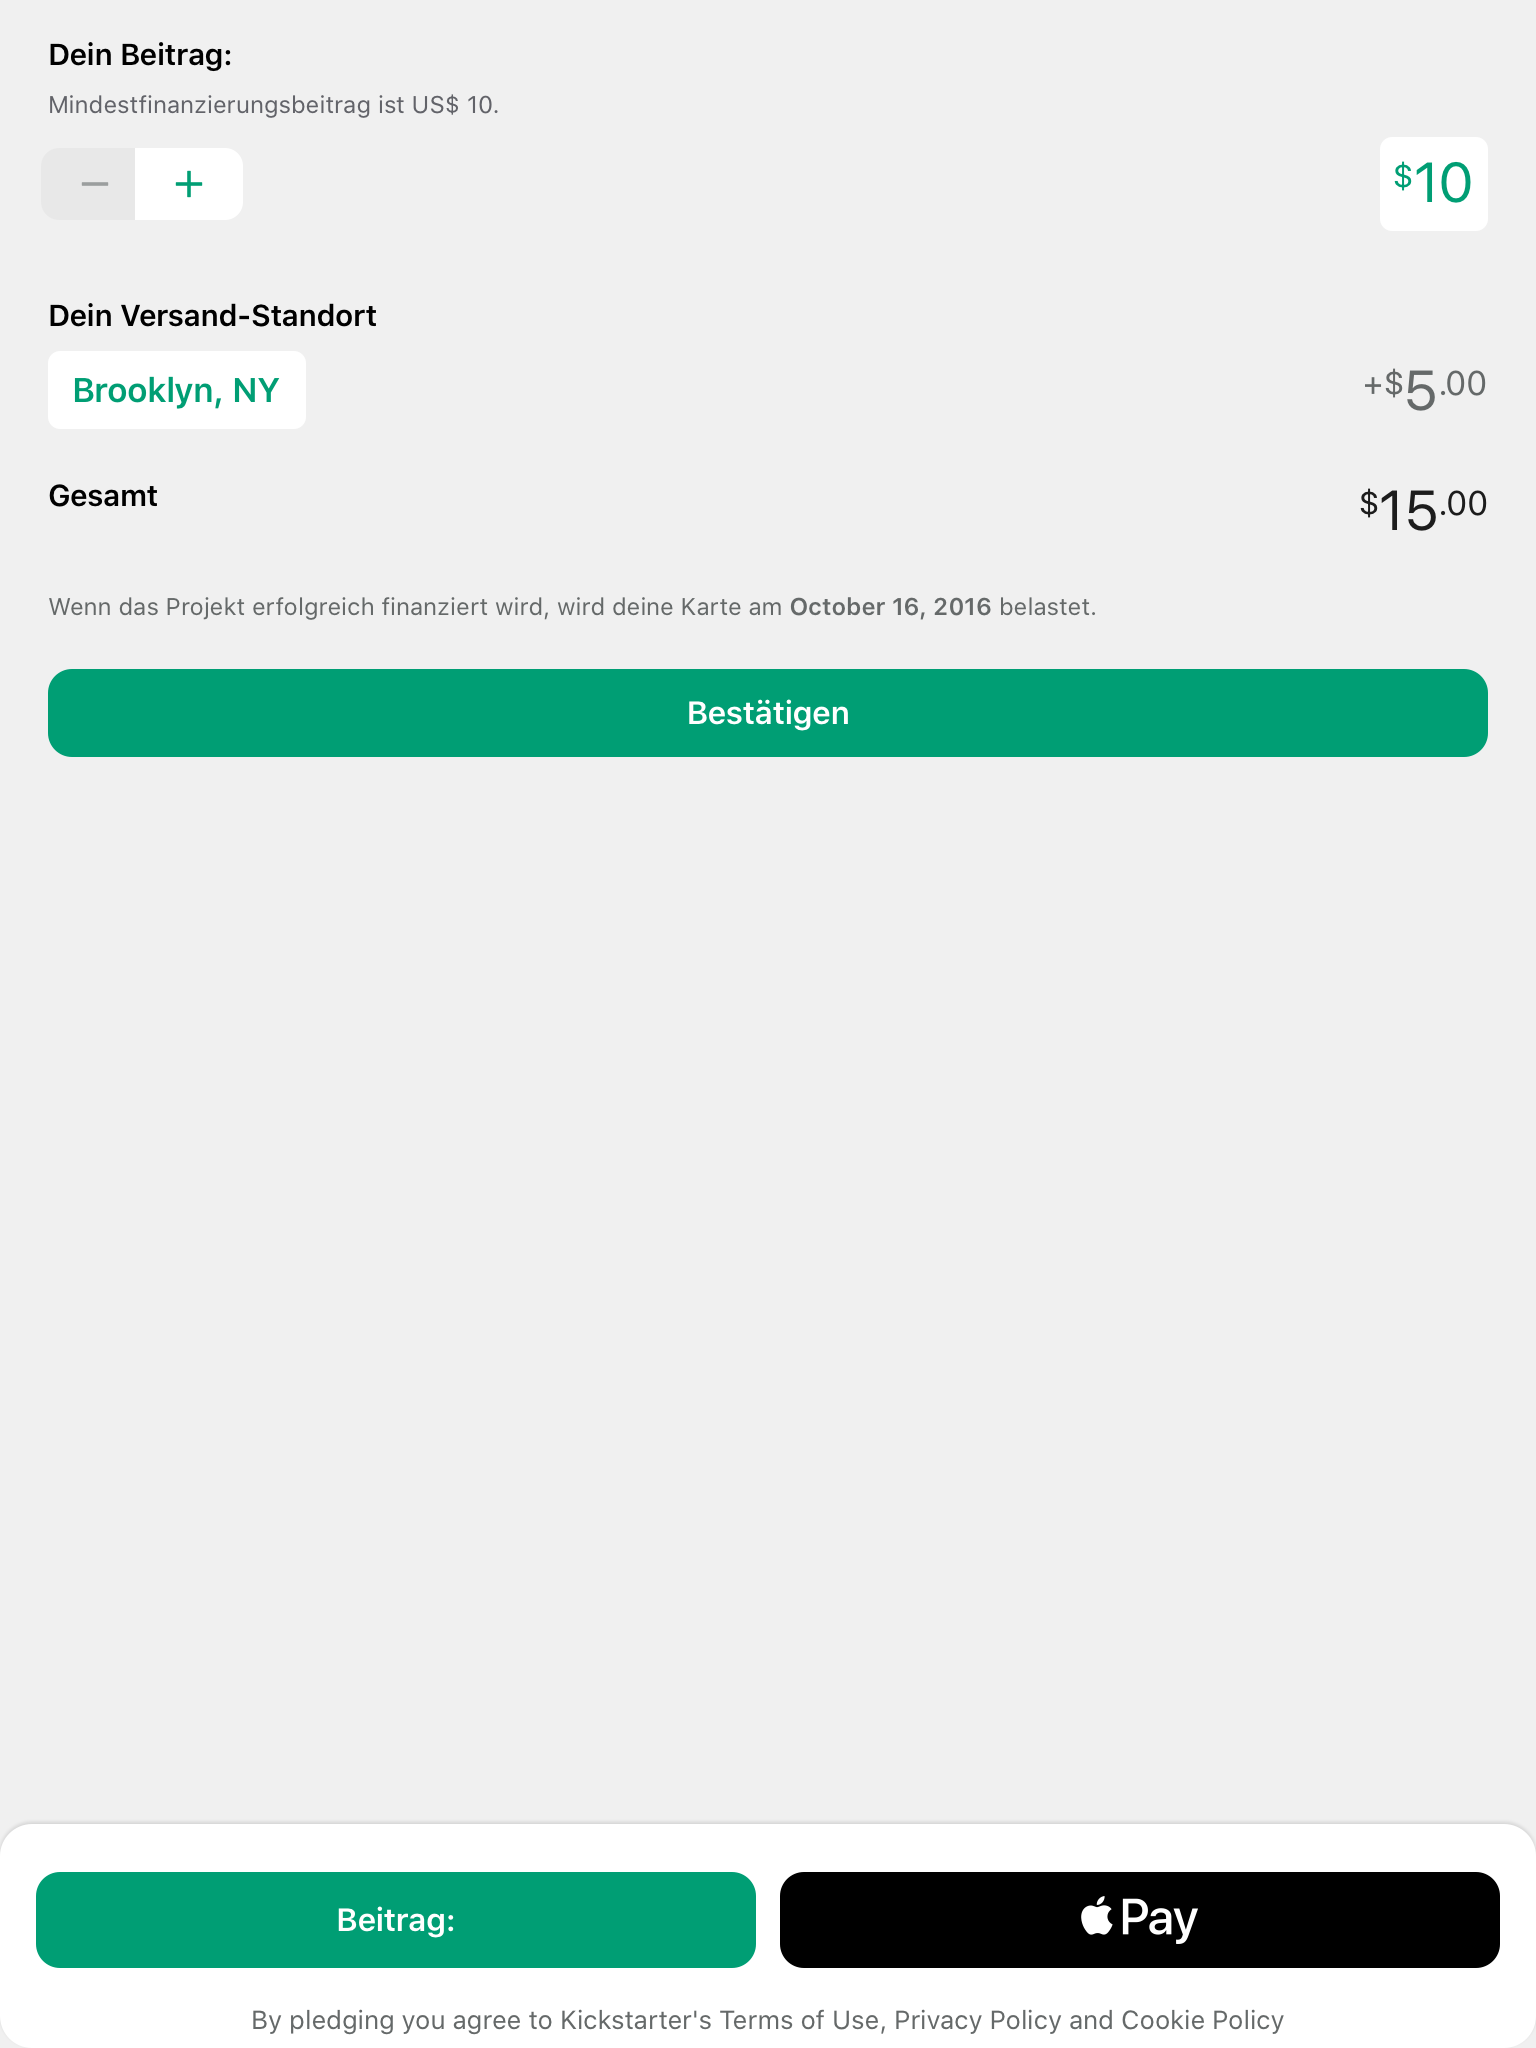 Dein Beitrag:
Mindestfinanzierungsbeitrag ist US$ 10.
− +
$10
Dein Versand-Standort
Brooklyn, NY
+$5.00
Gesamt
$15.00
Wenn das Projekt erfolgreich finanziert wird, wird deine Karte am October 16, 2016 belastet.
Bestätigen
Beitrag:
Pay
By pledging you agree to Kickstarter's Terms of Use, Privacy Policy and Cookie Policy